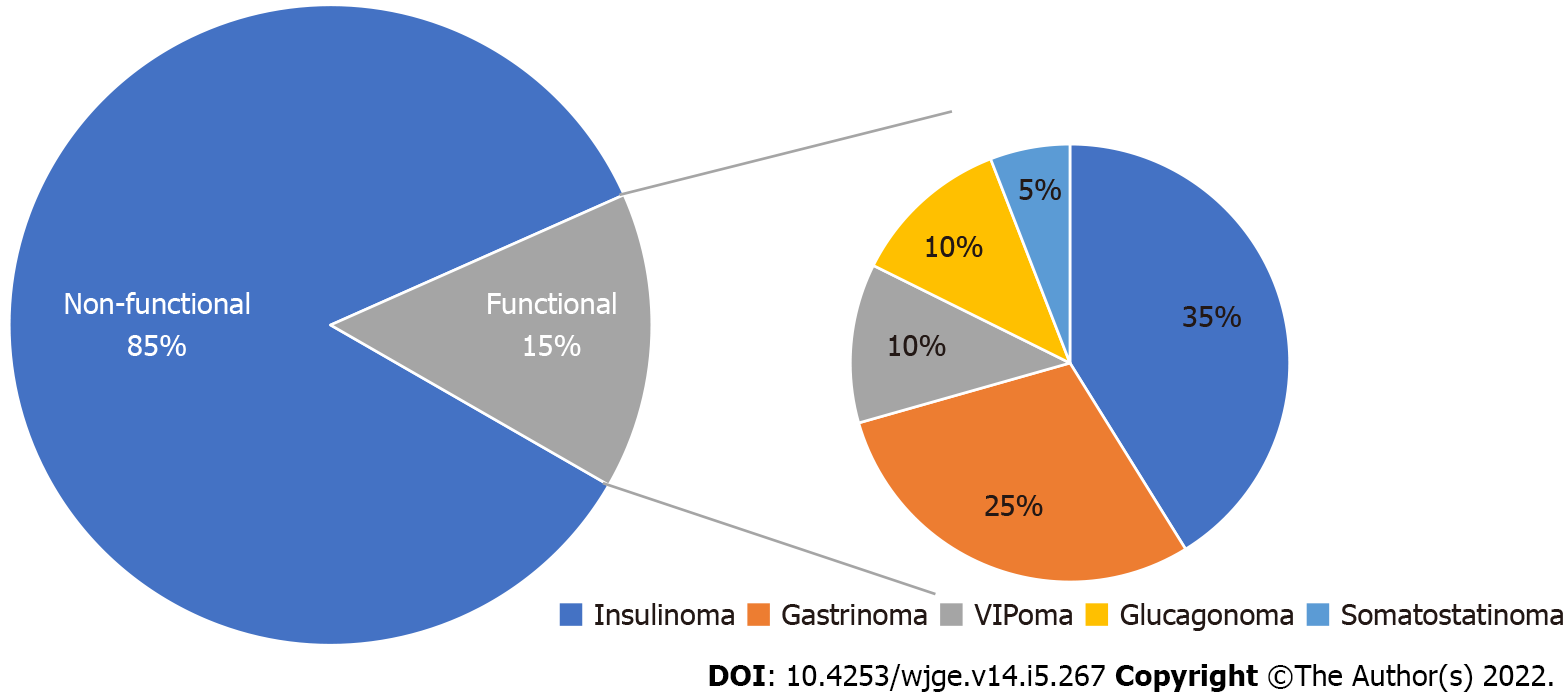 Non-functional
85%
Functional
15%
5%
10%
10%
35%
25%
Insulinoma Gastrinoma VIPoma Glucagonoma Somatostatinoma
DOI: 10.4253/wjge.v14.i5.267 Copyright ©The Author(s) 2022.